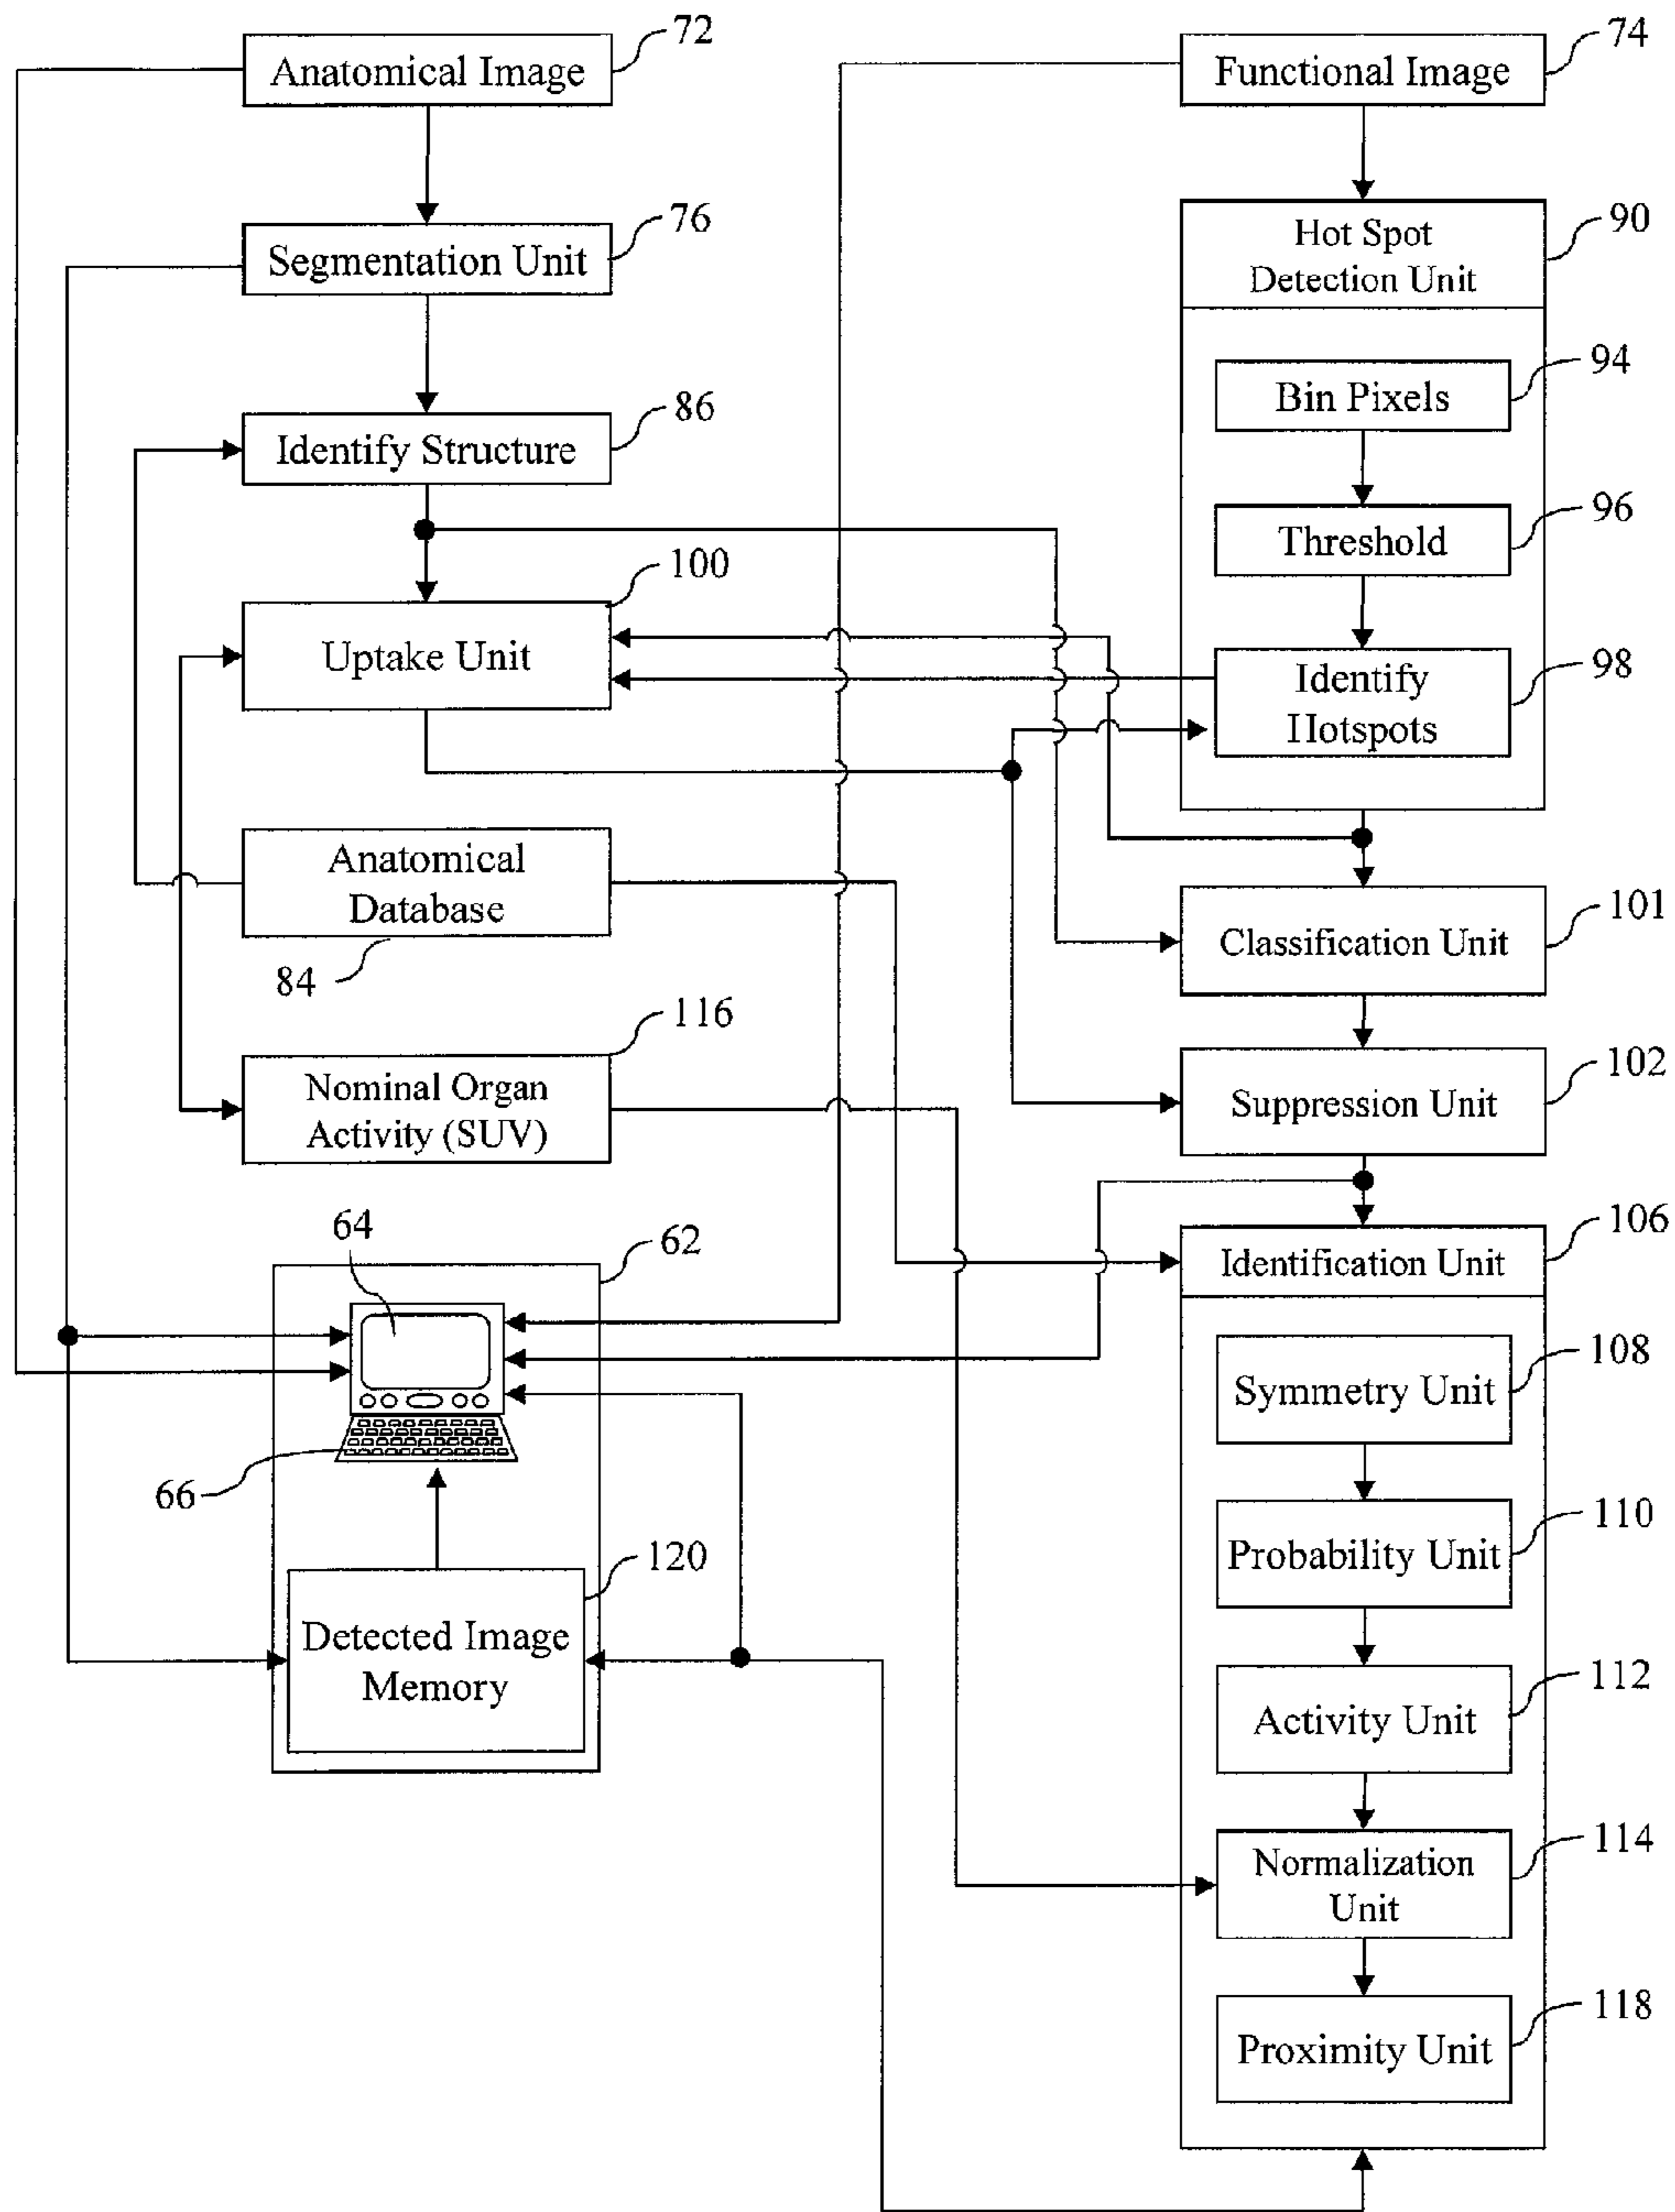 72
Anatomical Image
74
Functional Image
76
Segmentation Unit
90
Hot Spot
Detection Unit
94
Bin Pixels
86
Identify Structure
96
Threshold
100
Uptake Unit
98
Identify
Hotspots
Anatomical
Database
84
101
Classification Unit
116
Nominal Organ
Activity (SUV)
102
Suppression Unit
64
62
106
Identification Unit
108
Symmetry Unit
66
110
Probability Unit
120
Detected Image
Memory
112
Activity Unit
114
Normalization
Unit
118
Proximity Unit